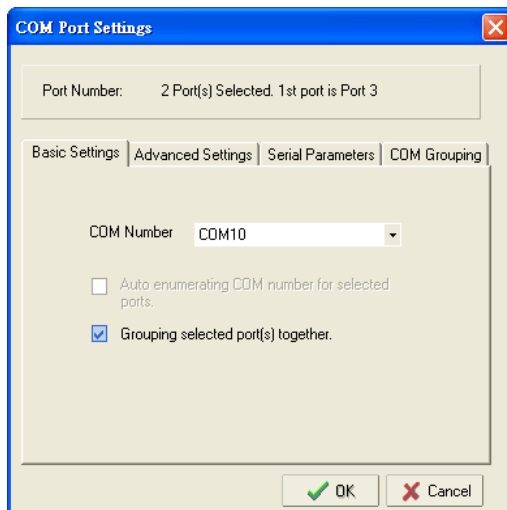 COM Port Settings
Port Number: 2 Port(s) Selected. 1st port is Port 3
Basic Settings Advanced Settings Serial Parameters COM Grouping
COM Number COM10
Auto enumerating COM number for selected
ports.
Grouping selected port(s) together.
OK Cancel